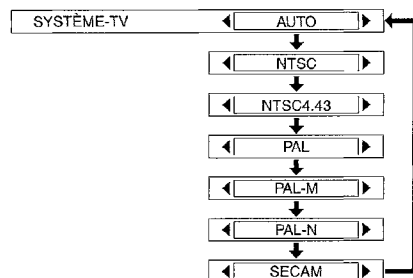 SYSTÈME-TV AUTO
NTSC
NTSC4.43
PAL
PAL-M
PAL-N
SECAM